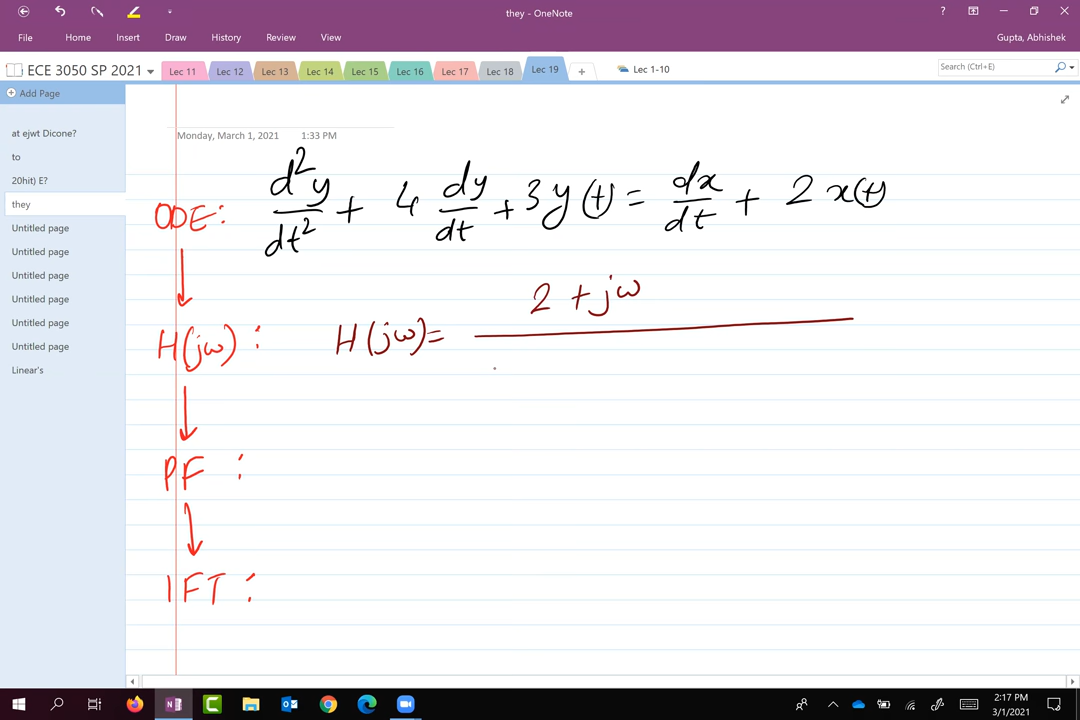 they - OneNote
? Gupta, Abhishek
File Home Insert Draw History Review View
ECE 3050 SP 2021 Lec 11 Lec 12 Lec 13 Lec 14 Lec 15 Lec 16 Lec 17 Lec 18 Lec 19 + Lec 1-10 Search (Ctrl+E)
Add Page
at ejwt Dicone?
to
20hit) E?
they
Untitled page
Untitled page
Untitled page
Untitled page
Untitled page
Untitled page
Linear's
Monday, March 1, 2021 1:33 PM
ODE: d²y/dt² + 4 dy/dt + 3y(t) = dx/dt + 2x(t)
2 + jω
H(jω): H(jω)=
PF :
IFT :
2:17 PM
3/1/2021